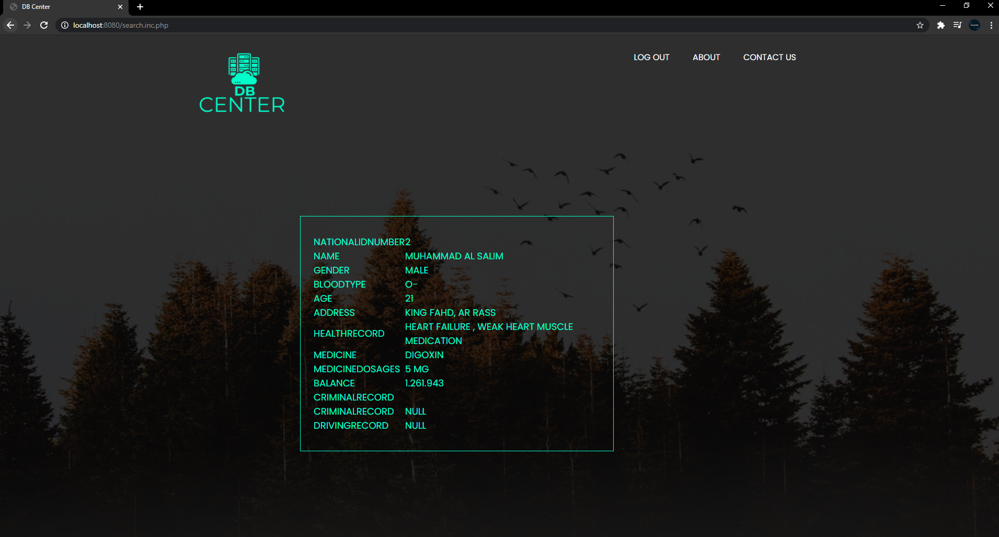 DB Center
localhost:8080/search.inc.php
LOG OUT ABOUT CONTACT US
DB
CENTER
NATIONALIDNUMBER 2
NAME MUHAMMAD AL SALIM
GENDER MALE
BLOODTYPE O-
AGE 21
ADDRESS KING FAHD, AR RASS
HEALTHRECORD HEART FAILURE , WEAK HEART MUSCLE
MEDICATION
MEDICINE DIGOXIN
MEDICINEDOSAGES 5 MG
BALANCE 1.261.943
CRIMINALRECORD
CRIMINALRECORD NULL
DRIVINGRECORD NULL